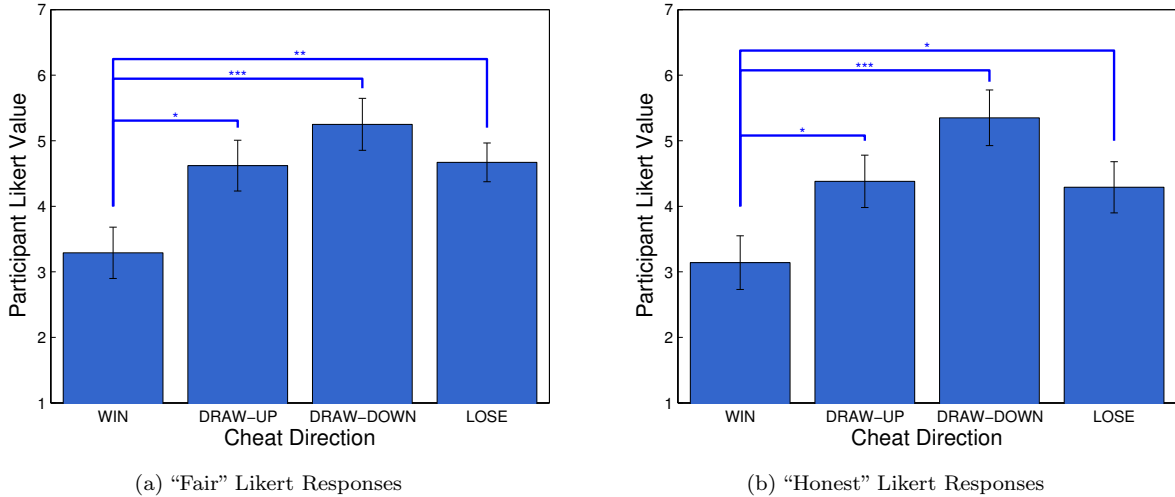 7
6
5
4
3
2
1
Participant Likert Value
**
***
*
WIN
DRAW−UP
DRAW−DOWN
LOSE
Cheat Direction
(a) “Fair” Likert Responses
7
6
5
4
3
2
1
Participant Likert Value
*
***
*
WIN
DRAW−UP
DRAW−DOWN
LOSE
Cheat Direction
(b) “Honest” Likert Responses